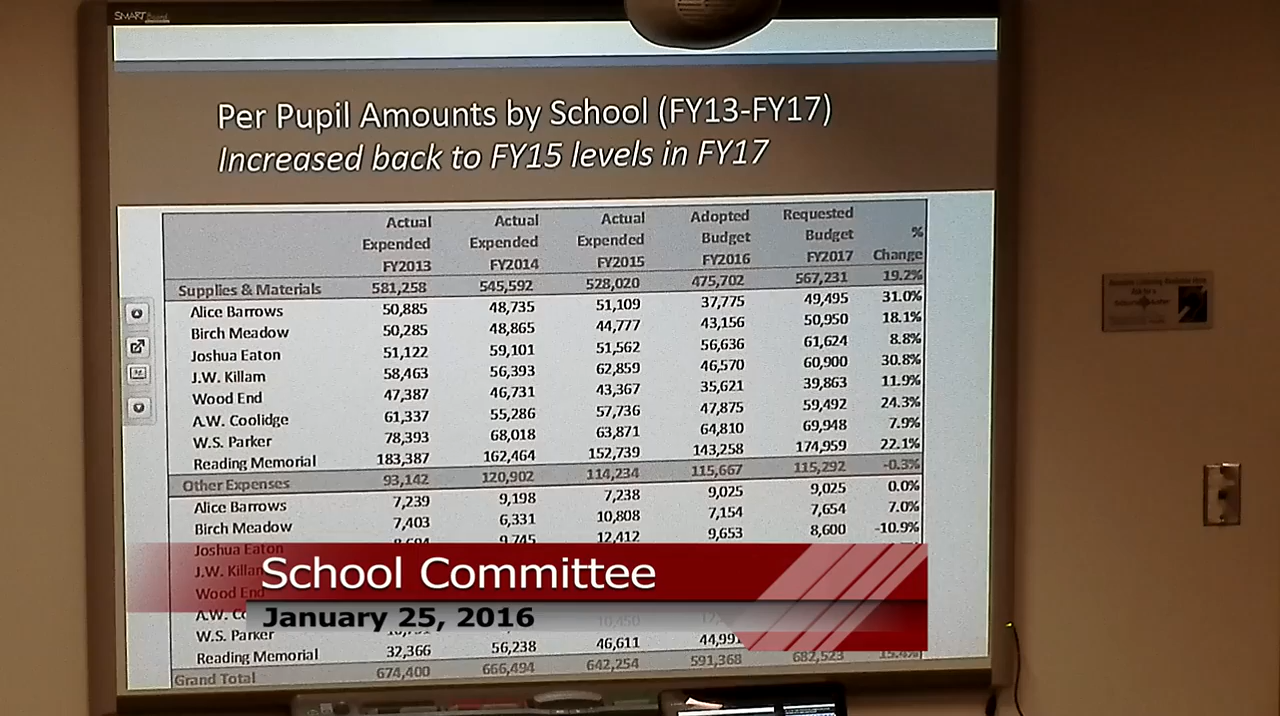 SMART Board
Per Pupil Amounts by School (FY13-FY17)
Increased back to FY15 levels in FY17
Actual Actual Actual Adopted Requested
Expended Expended Expended Budget Budget %
FY2013 FY2014 FY2015 FY2016 FY2017 Change
Supplies & Materials 581,258 545,592 528,020 475,702 567,231 19.2%
Alice Barrows 50,885 48,735 51,109 37,775 49,495 31.0%
Birch Meadow 50,285 48,865 44,777 43,156 50,950 18.1%
Joshua Eaton 51,122 59,101 51,562 56,636 61,624 8.8%
J.W. Killam 58,463 56,393 62,859 46,570 60,900 30.8%
Wood End 47,387 46,731 43,367 35,621 39,863 11.9%
A.W. Coolidge 61,337 55,286 57,736 47,875 59,492 24.3%
W.S. Parker 78,393 68,018 63,871 64,810 69,948 7.9%
Reading Memorial 183,387 162,464 152,739 143,258 174,959 22.1%
Other Expenses 93,142 120,902 114,234 115,667 115,292 -0.3%
Alice Barrows 7,239 9,198 7,238 9,025 9,025 0.0%
Birch Meadow 7,403 6,331 10,808 7,154 7,654 7.0%
Joshua Eaton 9,745 12,412 9,653 8,600 -10.9%
J.W. Killam
Wood End
School Committee
January 25, 2016
W.S. Parker
Reading Memorial 32,366 56,238 46,611 44,991
Grand Total 674,400 666,494 642,254 591,368 682,523 15.4%